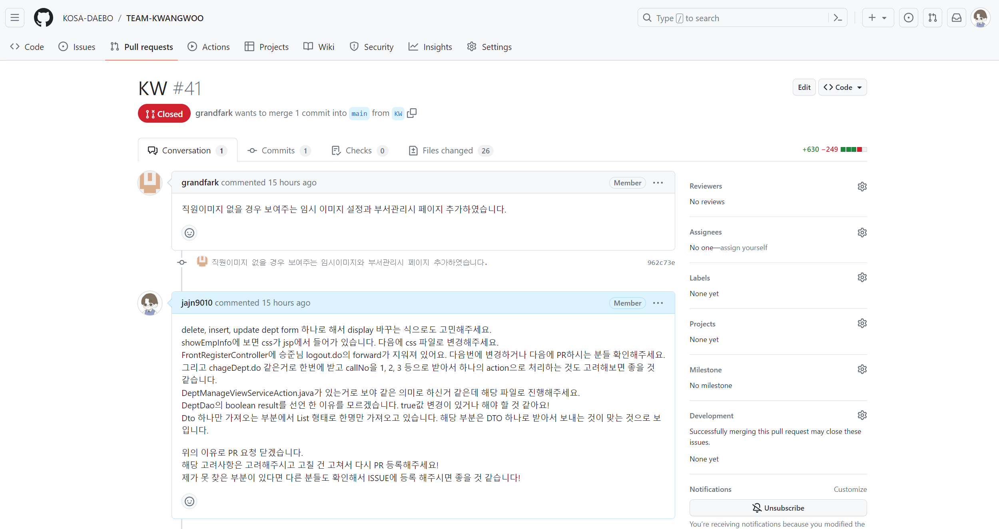 KOSA-DAEBO / TEAM-KWANGWOO
Type / to search
Code
Issues
Pull requests
Actions
Projects
Wiki
Security
Insights
Settings
KW #41
Edit
Code
Closed
grandfark wants to merge 1 commit into main from KW
Conversation 1
Commits 1
Checks 0
Files changed 26
+630 −249
grandfark commented 15 hours ago
Member
직원이미지 없을 경우 보여주는 임시 이미지 설정과 부서관리시 페이지 추가하였습니다.
직원이미지 없을 경우 보여주는 임시이미지와 부서관리시 페이지 추가하였습니다.
962c73e
jajn9010 commented 15 hours ago
Member
delete, insert, update dept form 하나로 해서 display 바꾸는 식으로도 고민해주세요.
showEmpInfo에 보면 css가 jsp에서 들어가 있습니다. 다음에 css 파일로 변경해주세요.
FrontRegisterController에 승준님 logout.do의 forward가 지워져 있어요. 다음번에 변경하거나 다음에 PR하시는 분들 확인해주세요.
그리고 chageDept.do 같은거로 한번에 받고 callNo을 1, 2, 3 등으로 받아서 하나의 action으로 처리하는 것도 고려해보면 좋을 것
같습니다.
DeptManageViewServiceAction.java가 있는거로 보아 같은 의미로 하신거 같은데 해당 파일로 진행해주세요.
DeptDao의 boolean result를 선언 한 이유를 모르겠습니다. true값 변경이 있거나 해야 할 것 같아요!
Dto 하나만 가져오는 부분에서 List 형태로 한명만 가져오고 있습니다. 해당 부분은 DTO 하나로 받아서 보내는 것이 맞는 것으로 보
입니다.
위의 이유로 PR 요청 닫겠습니다.
해당 고려사항은 고려해주시고 고칠 건 고쳐서 다시 PR 등록해주세요!
제가 못 찾은 부분이 있다면 다른 분들도 확인해서 ISSUE에 등록 해주시면 좋을 것 같습니다!
Reviewers
No reviews
Assignees
No one—assign yourself
Labels
None yet
Projects
None yet
Milestone
No milestone
Development
Successfully merging this pull request may close these
issues.
None yet
Notifications
Customize
Unsubscribe
You’re receiving notifications because you modified the